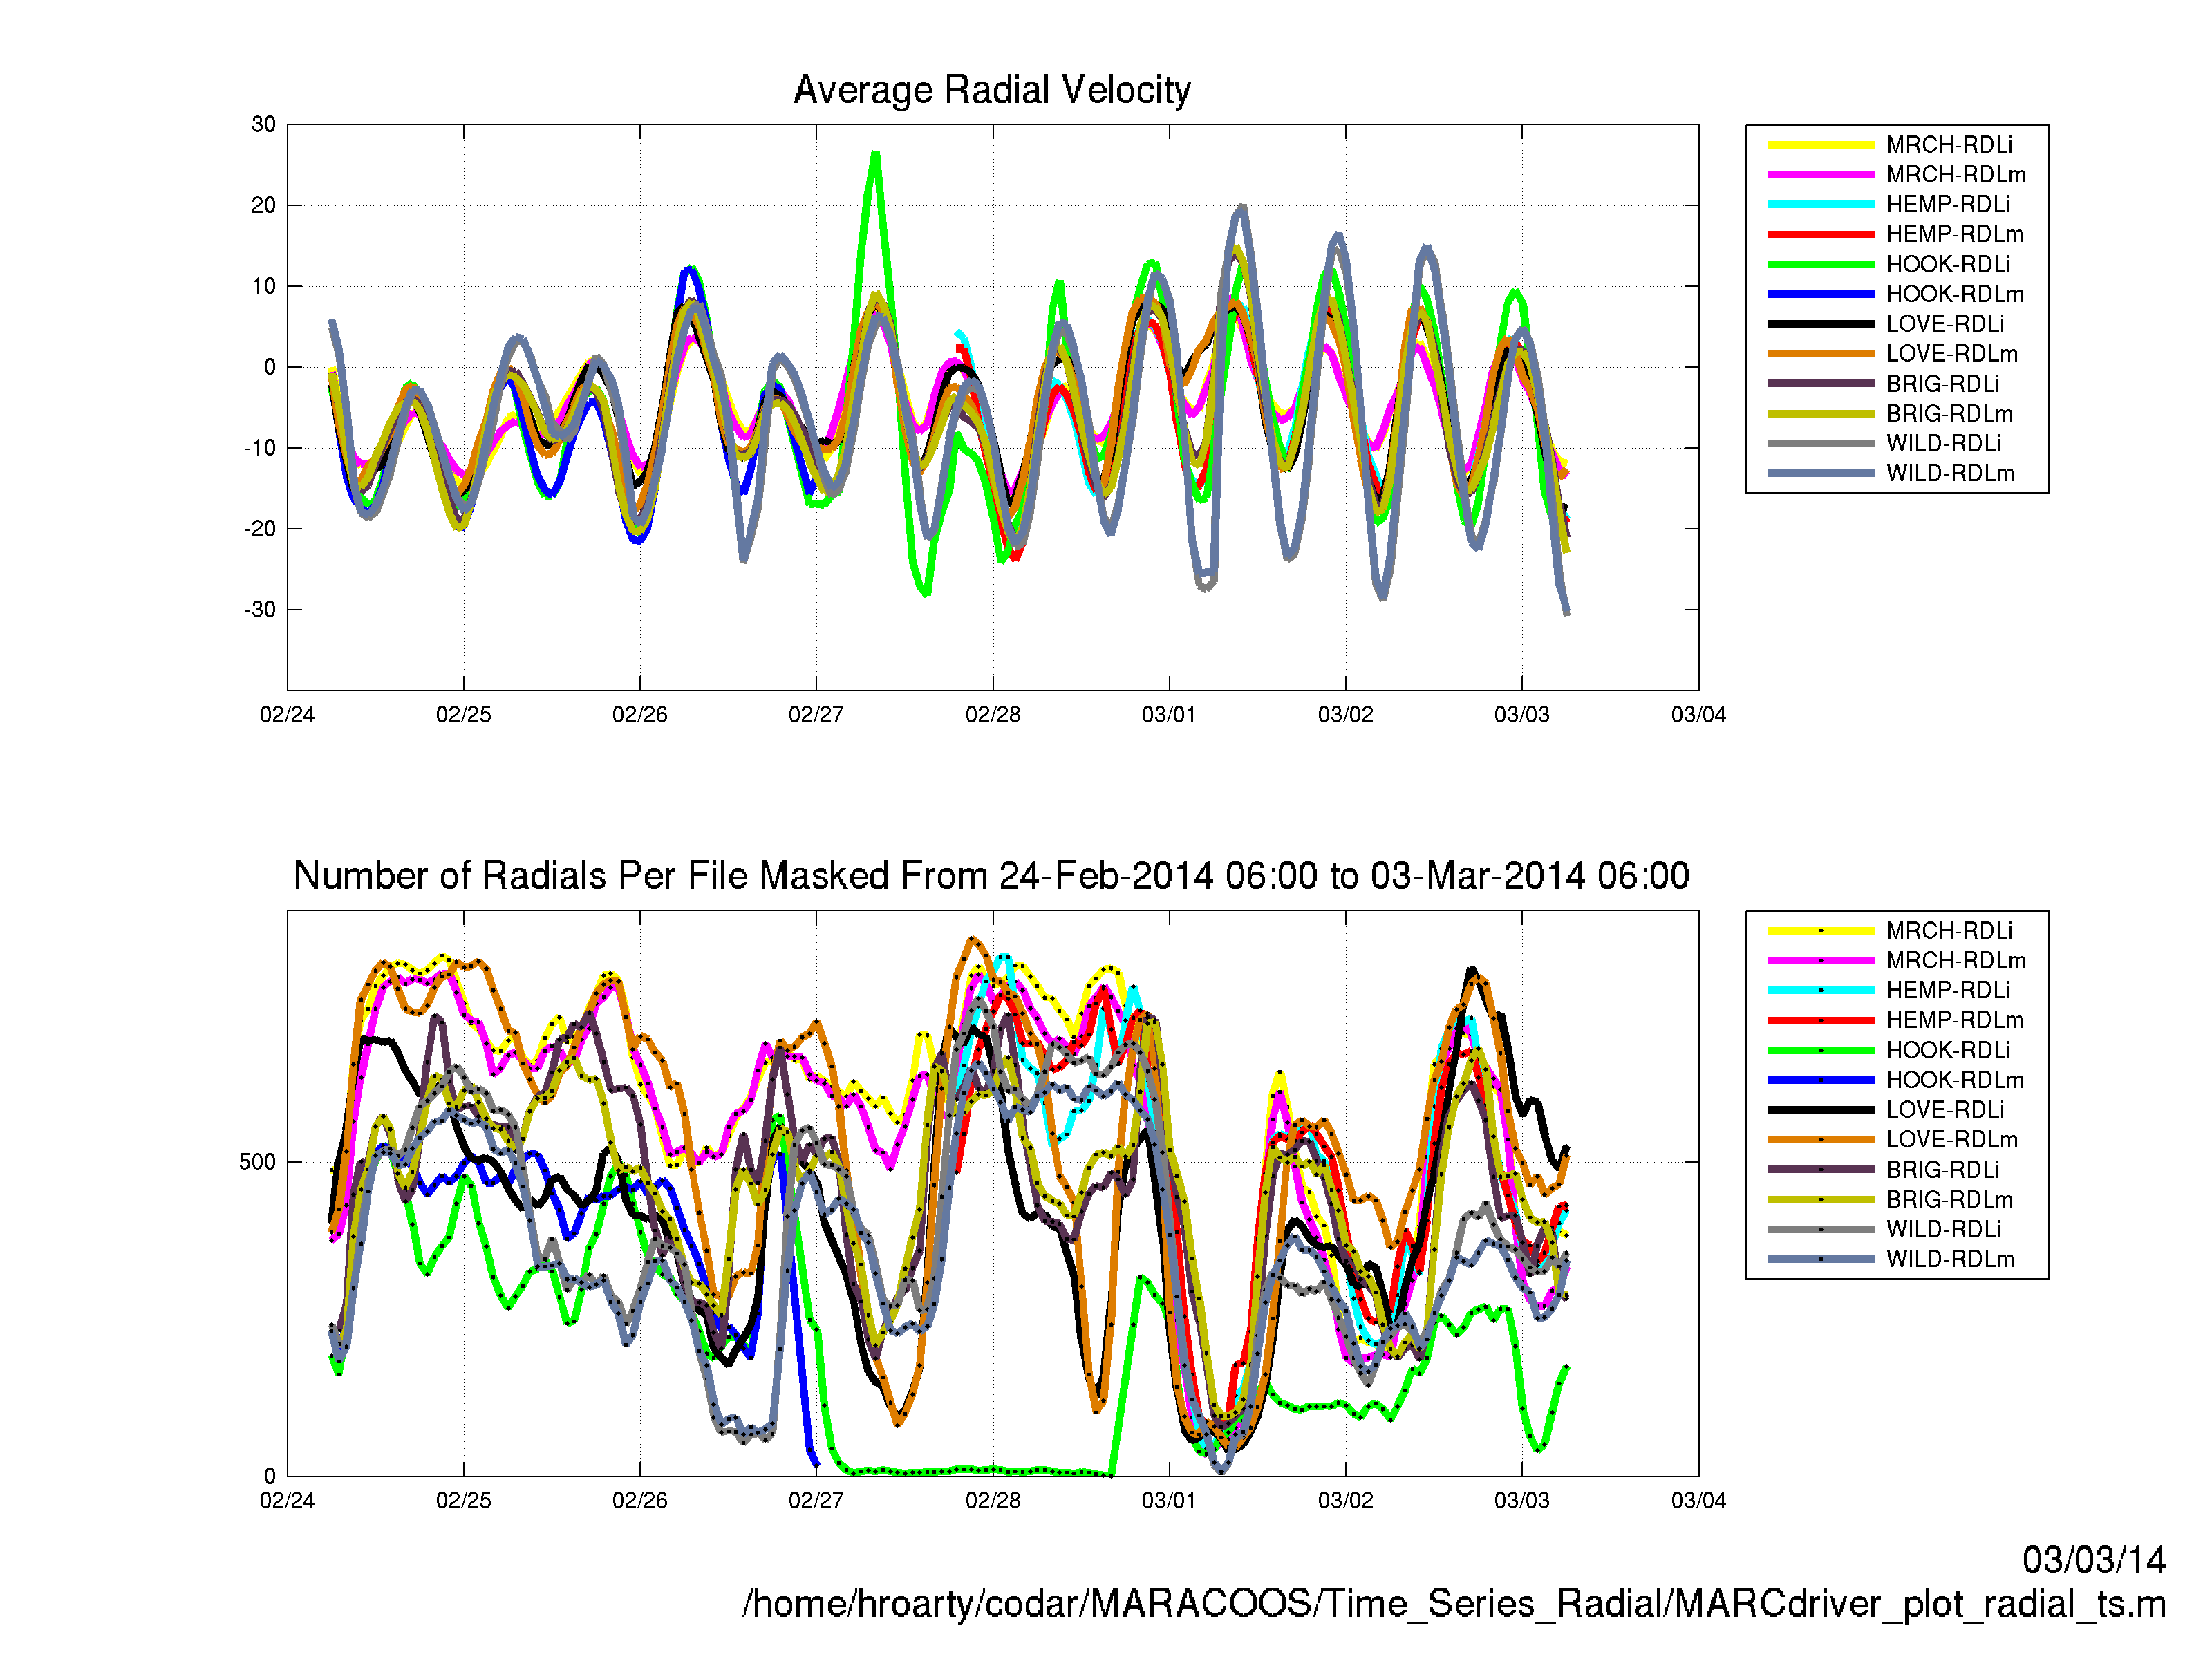 Average Radial Velocity
30
20
10
0
-10
-20
-30
02/24 02/25 02/26 02/27 02/28 03/01 03/02 03/03 03/04
MRCH-RDLi
MRCH-RDLm
HEMP-RDLi
HEMP-RDLm
HOOK-RDLi
HOOK-RDLm
LOVE-RDLi
LOVE-RDLm
BRIG-RDLi
BRIG-RDLm
WILD-RDLi
WILD-RDLm
Number of Radials Per File Masked From 24-Feb-2014 06:00 to 03-Mar-2014 06:00
500
0
02/24 02/25 02/26 02/27 02/28 03/01 03/02 03/03 03/04
MRCH-RDLi
MRCH-RDLm
HEMP-RDLi
HEMP-RDLm
HOOK-RDLi
HOOK-RDLm
LOVE-RDLi
LOVE-RDLm
BRIG-RDLi
BRIG-RDLm
WILD-RDLi
WILD-RDLm
03/03/14
/home/hroarty/codar/MARACOOS/Time_Series_Radial/MARCdriver_plot_radial_ts.m